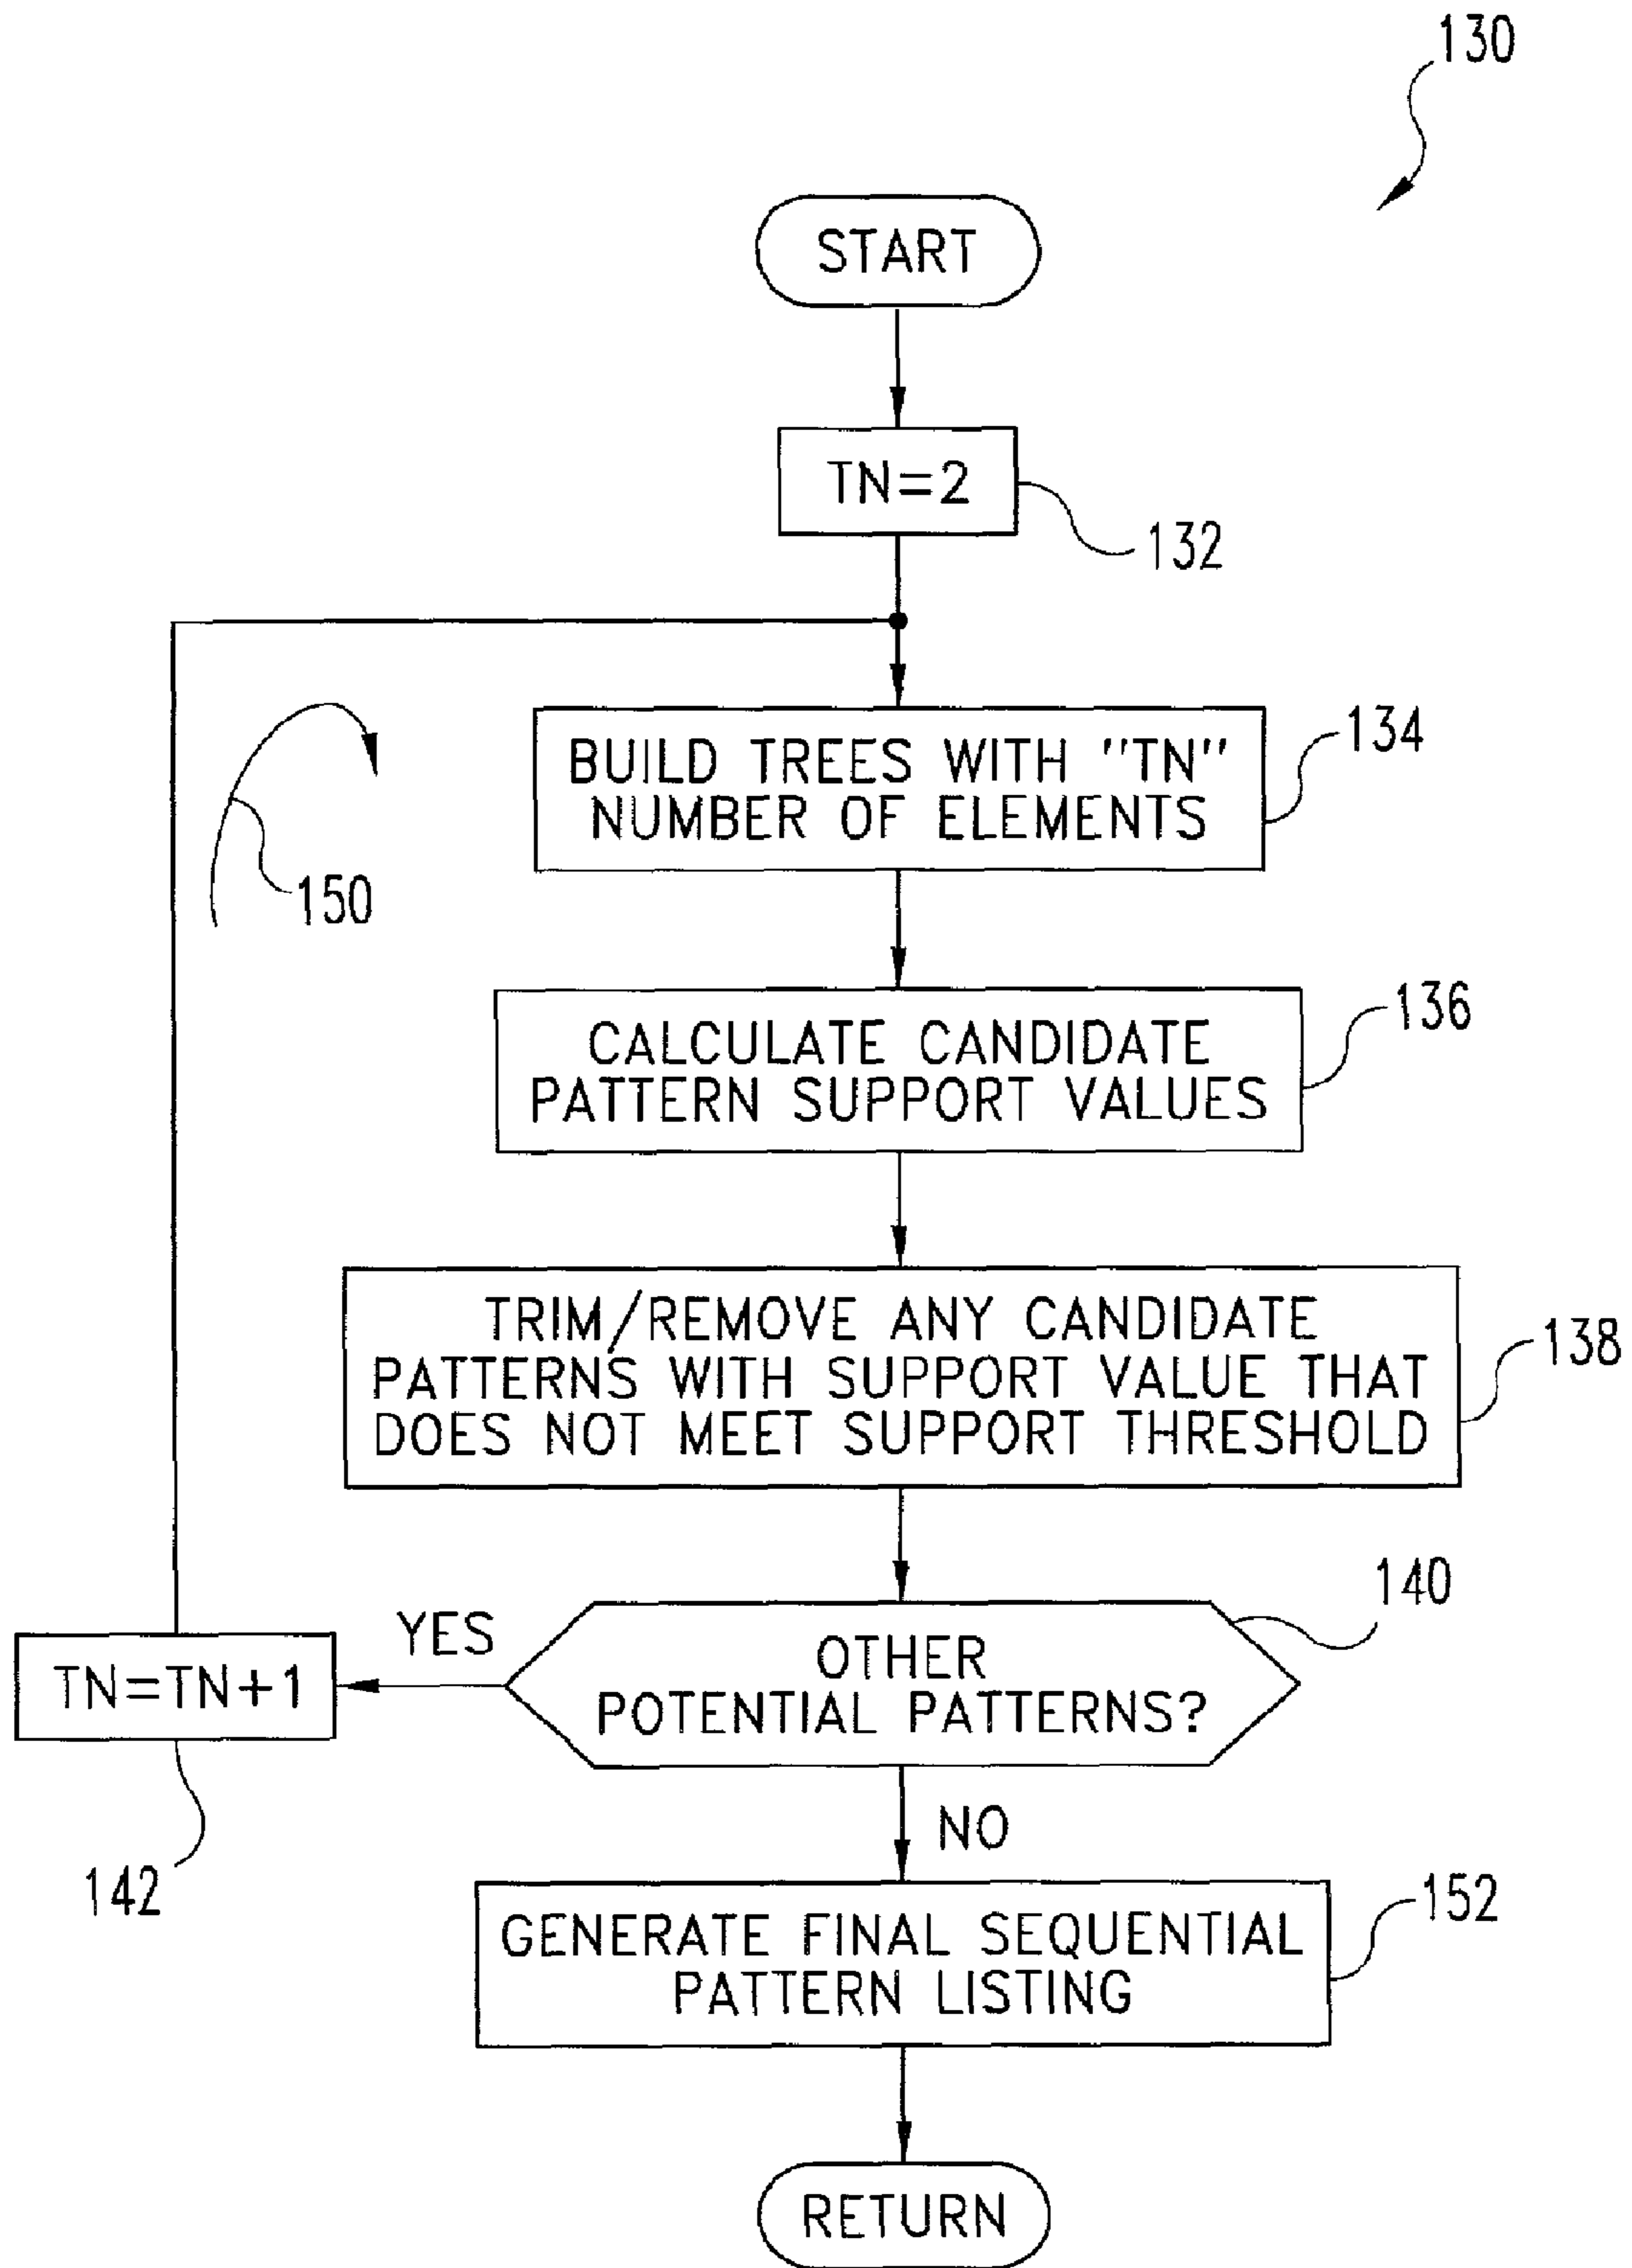 130
START
TN=2
132
BUILD TREES WITH "TN"
NUMBER OF ELEMENTS
134
150
CALCULATE CANDIDATE
PATTERN SUPPORT VALUES
136
TRIM/REMOVE ANY CANDIDATE
PATTERNS WITH SUPPORT VALUE THAT
DOES NOT MEET SUPPORT THRESHOLD
138
140
YES
OTHER
POTENTIAL PATTERNS?
TN=TN+1
142
NO
GENERATE FINAL SEQUENTIAL
PATTERN LISTING
152
RETURN